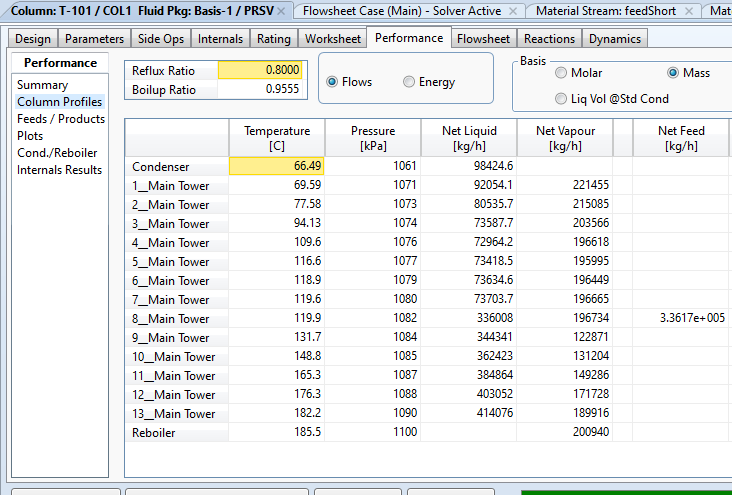 Column: T-101 / COL1 Fluid Pkg: Basis-1 / PRSV Flowsheet Case (Main) - Solver Active Material Stream: feedShort Mat
Design Parameters Side Ops Internals Rating Worksheet Performance Flowsheet Reactions Dynamics
Performance
Summary
Column Profiles
Feeds / Products
Plots
Cond./Reboiler
Internals Results
Reflux Ratio 0.8000
Boilup Ratio 0.9555
Flows Energy
Basis
Molar Mass
Liq Vol @Std Cond
Temperature Pressure Net Liquid Net Vapour Net Feed
[C] [kPa] [kg/h] [kg/h] [kg/h]
Condenser 66.49 1061 98424.6
1__Main Tower 69.59 1071 92054.1 221455
2__Main Tower 77.58 1073 80535.7 215085
3__Main Tower 94.13 1074 73587.7 203566
4__Main Tower 109.6 1076 72964.2 196618
5__Main Tower 116.6 1077 73418.5 195995
6__Main Tower 118.9 1079 73634.6 196449
7__Main Tower 119.6 1080 73703.7 196665
8__Main Tower 119.9 1082 336008 196734 3.3617e+005
9__Main Tower 131.7 1084 344341 122871
10__Main Tower 148.8 1085 362423 131204
11__Main Tower 165.3 1087 384864 149286
12__Main Tower 176.3 1088 403052 171728
13__Main Tower 182.2 1090 414076 189916
Reboiler 185.5 1100 200940